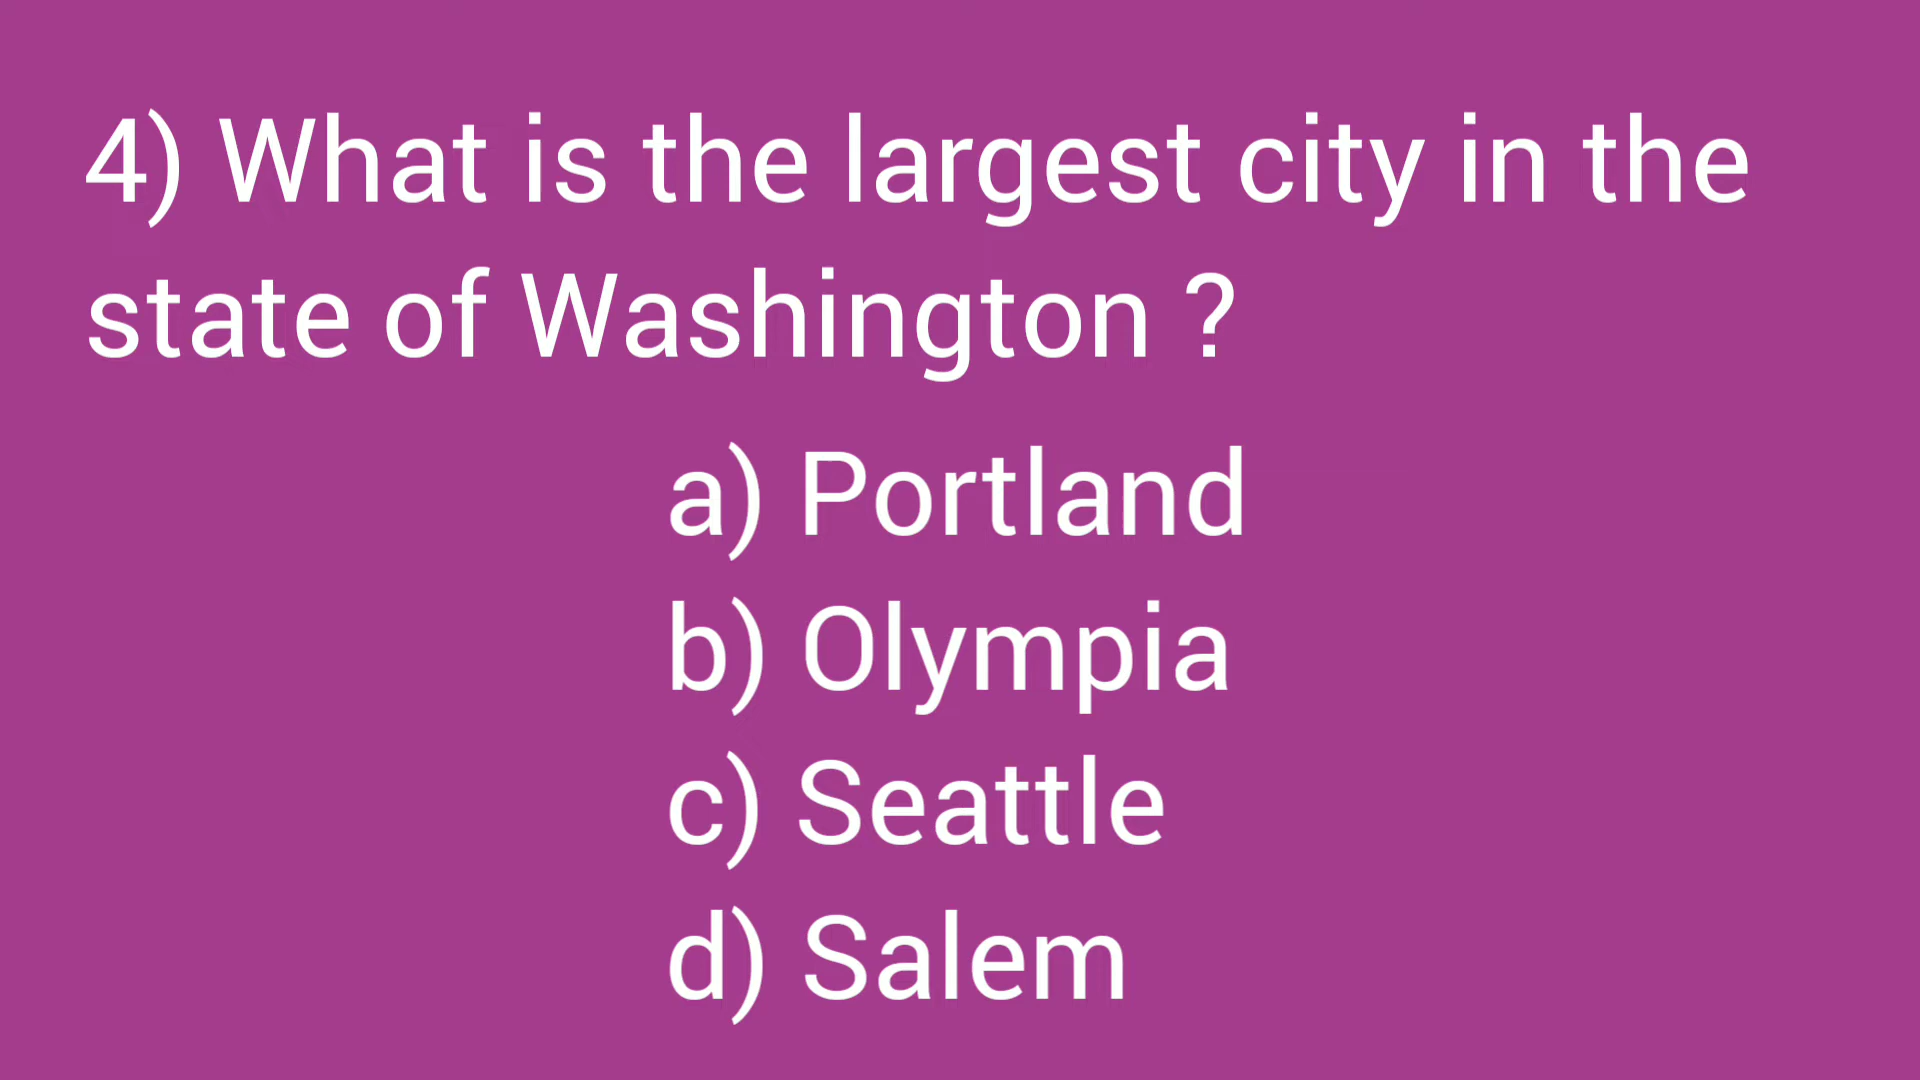 4) What is the largest city in the
state of Washington ?
a) Portland
b) Olympia
c) Seattle
d) Salem